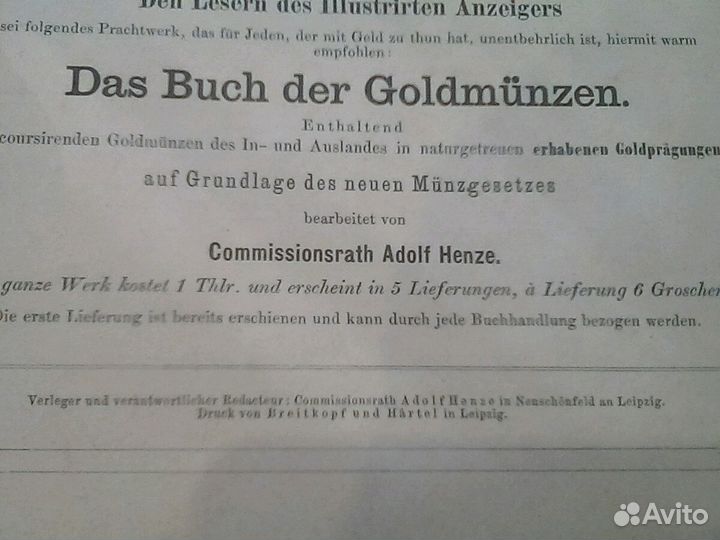 Den Lesern des Illustrirten Anzeigers
sei folgendes Prachtwerk, das für Jeden, der mit Geld zu thun hat, unentbehrlich ist, hiermit warm
empfohlen:
Das Buch der Goldmünzen.
Enthaltend
coursirenden Goldmünzen des In- und Auslandes in naturgetreuen erhabenen Goldprägungen
auf Grundlage des neuen Münzgesetzes
bearbeitet von
Commissionsrath Adolf Henze.
ganze Werk kostet 1 Thlr. und erscheint in 5 Lieferungen, à Lieferung 6 Groschen
Die erste Lieferung ist bereits erschienen und kann durch jede Buchhandlung bezogen werden.
Verleger und verantwortlicher Redacteur: Commissionsrath Adolf Henze in Neuschönfeld an Leipzig.
Druck von Breitkopf und Härtel in Leipzig.
Avito